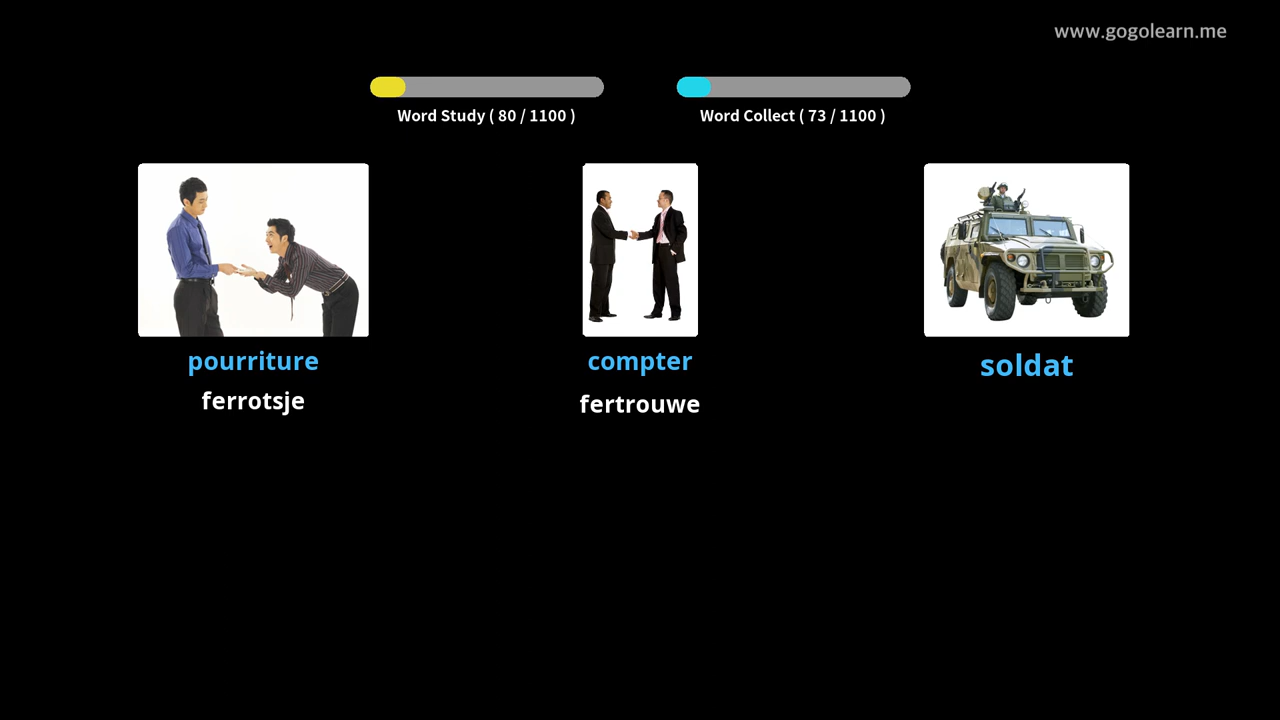 www.gogolearn.me
Word Study ( 80 / 1100 )
Word Collect ( 73 / 1100 )
pourriture
compter
soldat
ferrotsje
fertrouwe